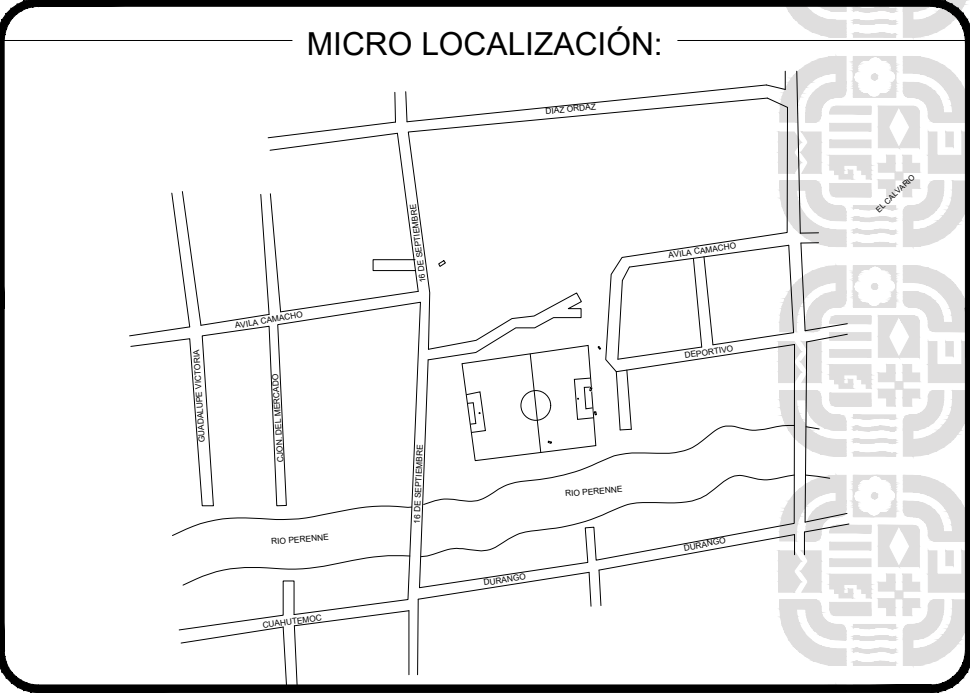 MICRO LOCALIZACIÓN:
DIAZ ORDAZ
EL CALVARIO
16 DE SEPTIEMBRE
AVILA CAMACHO
AVILA CAMACHO
DEPORTIVO
GUADALUPE VICTORIA
CJON. DEL MERCADO
16 DE SEPTIEMBRE
RIO PERENNE
RIO PERENNE
DURANGO
DURANGO
CUAHUTEMOC